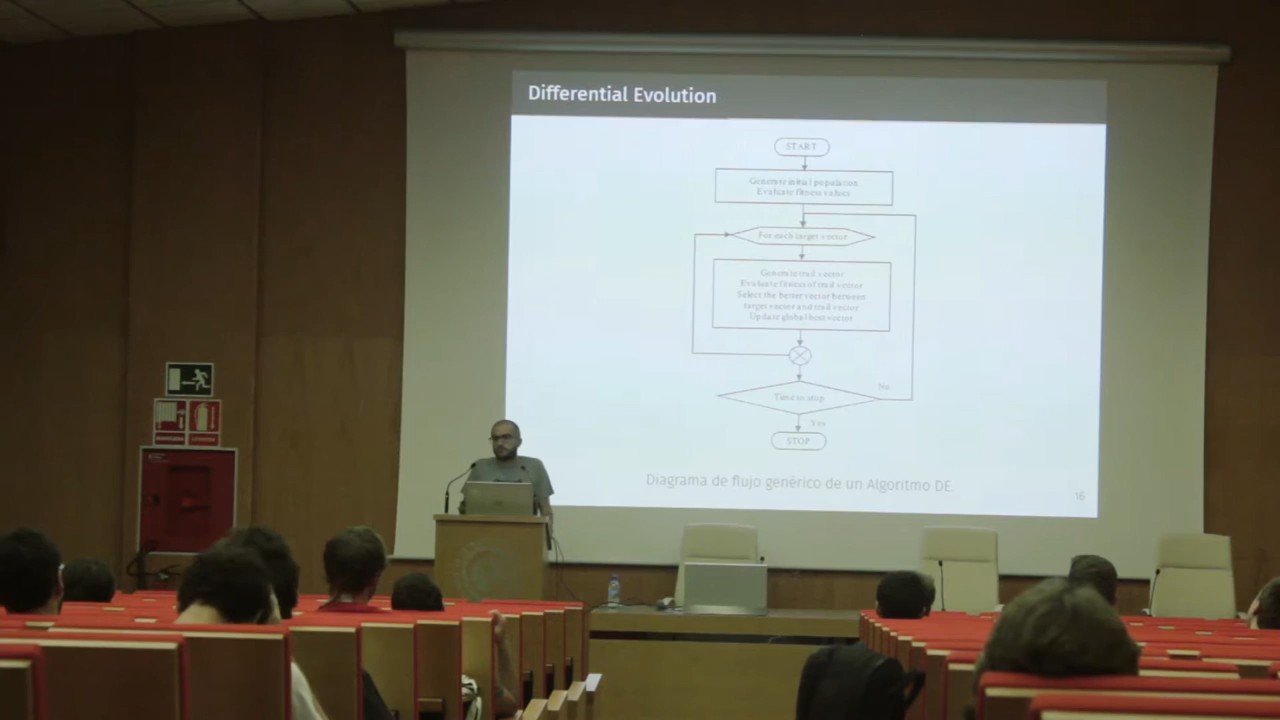 Differential Evolution
START
Generate initial population
Evaluate fitness values
For each target vector
Generate trail vector
Evaluate fitness of trail vector
Select the better vector between
target vector and trail vector
Update global best vector
Time to stop
No
Yes
STOP
Diagrama de flujo genérico de un Algoritmo DE.
16